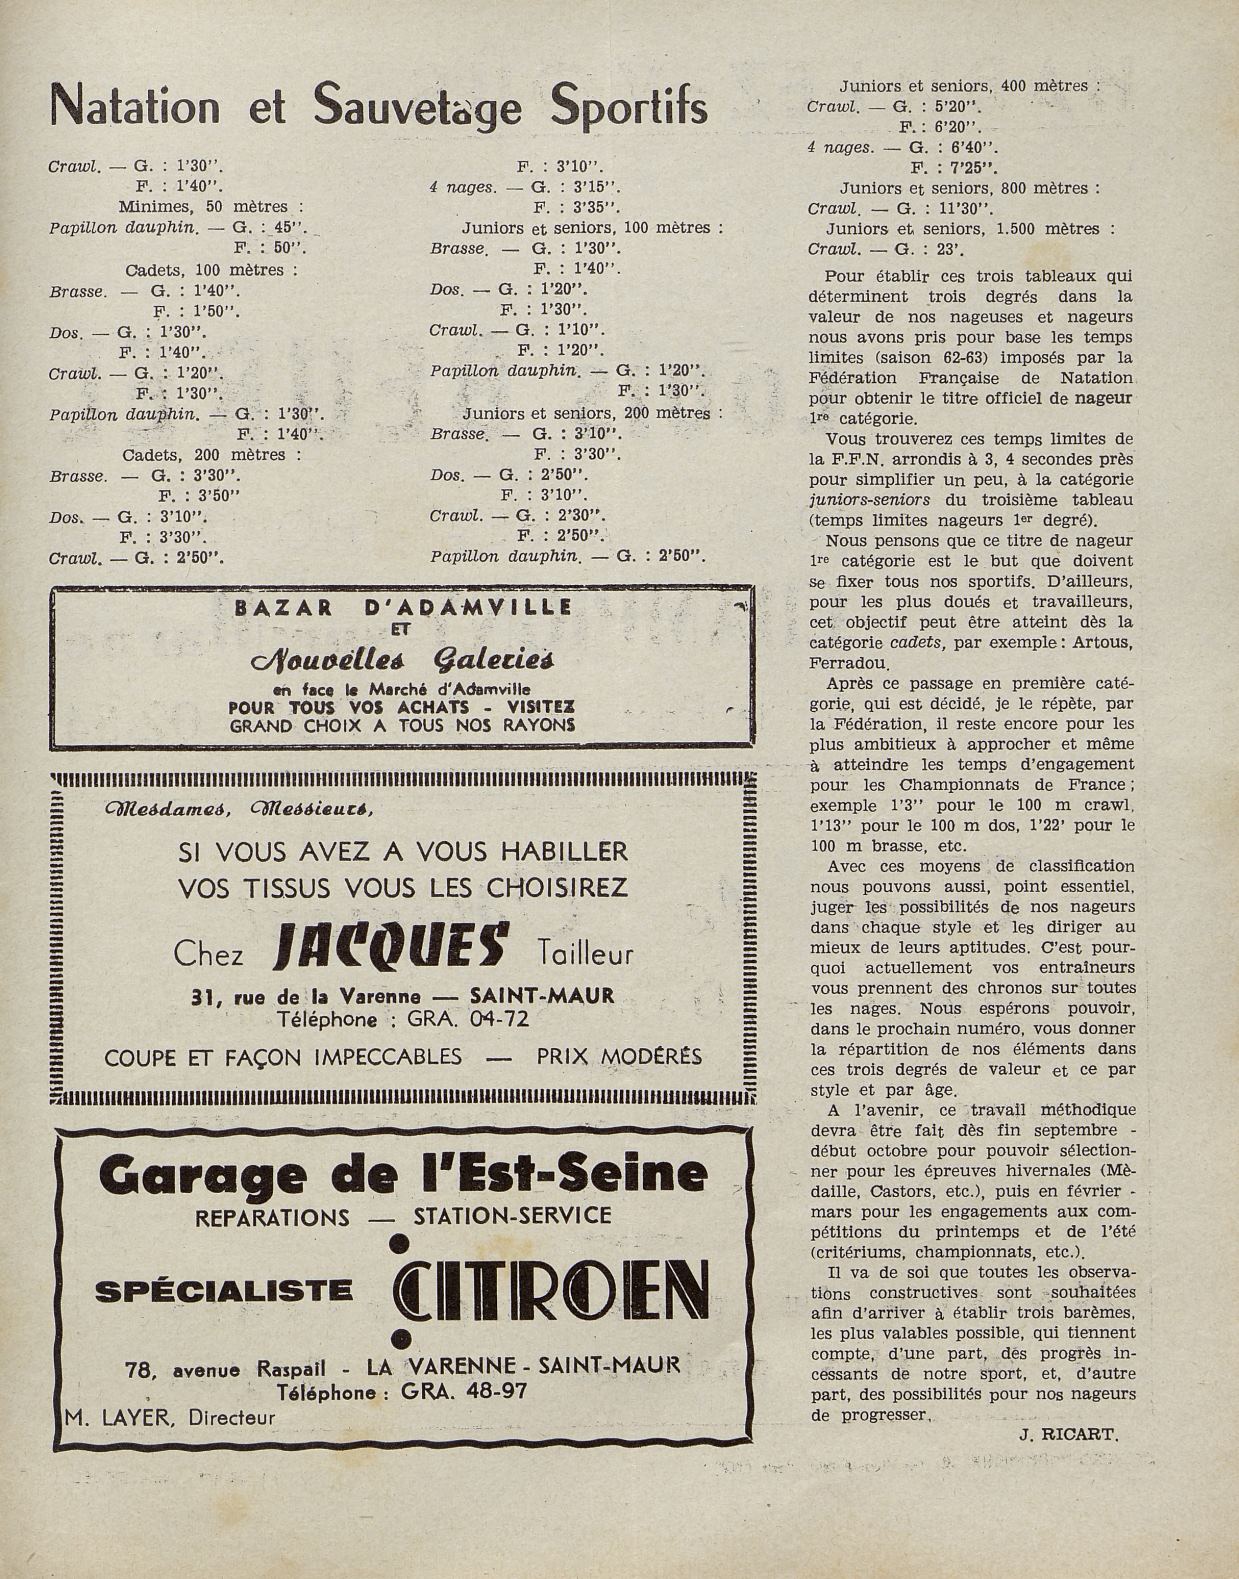 Natation et Sauvetage Sportifs
Crawl. — G. : 1'30''.
F. : 1'40''.
Minimes, 50 mètres :
Papillon dauphin. — G. : 45''.
F. : 50''.
Cadets, 100 mètres :
Brasse. — G. : 1'40''.
F. : 1'50''.
Dos. — G. : 1'30''.
F. : 1'40''.
Crawl. — G. : 1'20''.
F. : 1'30''.
Papillon dauphin. — G. : 1'30''.
F. : 1'40''.
Cadets, 200 mètres :
Brasse. — G. : 3'30''.
F. : 3'50''
Dos. — G. : 3'10''.
F. : 3'30''.
Crawl. — G. : 2'50''.
F. : 3'10''.
4 nages. — G. : 3'15''.
F. : 3'35''.
Juniors et seniors, 100 mètres :
Brasse. — G. : 1'30''.
F. : 1'40''.
Dos. — G. : 1'20''.
F. : 1'30''.
Crawl. — G. : 1'10''.
F. : 1'20''.
Papillon dauphin. — G. : 1'20''.
F. : 1'30''.
Juniors et seniors, 200 mètres :
Brasse. — G. : 3'10''.
F. : 3'30''.
Dos. — G. : 2'50''.
F. : 3'10''.
Crawl. — G. : 2'30''.
F. : 2'50''.
Papillon dauphin. — G. : 2'50''.
BAZAR D'ADAMVILLE
ET
Nouvelles Galeries
en face le Marché d'Adamville
POUR TOUS VOS ACHATS - VISITEZ
GRAND CHOIX A TOUS NOS RAYONS
Mesdames, Messieurs,
SI VOUS AVEZ A VOUS HABILLER
VOS TISSUS VOUS LES CHOISIREZ
Chez JACQUES Tailleur
31, rue de la Varenne — SAINT-MAUR
Téléphone : GRA. 04-72
COUPE ET FAÇON IMPECCABLES — PRIX MODÉRÉS
Garage de l'Est-Seine
REPARATIONS — STATION-SERVICE
SPÉCIALISTE CITROEN
78, avenue Raspail - LA VARENNE - SAINT-MAUR
Téléphone : GRA. 48-97
M. LAYER, Directeur
Juniors et seniors, 400 mètres :
Crawl. — G. : 5'20''.
F. : 6'20''.
4 nages. — G. : 6'40''.
F. : 7'25''.
Juniors et seniors, 800 mètres :
Crawl. — G. : 11'30''.
Juniors et seniors, 1.500 mètres :
Crawl. — G. : 23'.
Pour établir ces trois tableaux qui
déterminent trois degrés dans la
valeur de nos nageuses et nageurs
nous avons pris pour base les temps
limites (saison 62-63) imposés par la
Fédération Française de Natation
pour obtenir le titre officiel de nageur
1re catégorie.
Vous trouverez ces temps limites de
la F.F.N. arrondis à 3, 4 secondes près
pour simplifier un peu, à la catégorie
juniors-seniors du troisième tableau
(temps limites nageurs 1er degré).
Nous pensons que ce titre de nageur
1re catégorie est le but que doivent
se fixer tous nos sportifs. D'ailleurs,
pour les plus doués et travailleurs,
cet objectif peut être atteint dès la
catégorie cadets, par exemple : Artous,
Ferradou.
Après ce passage en première caté-
gorie, qui est décidé, je le répète, par
la Fédération, il reste encore pour les
plus ambitieux à approcher et même
à atteindre les temps d'engagement
pour les Championnats de France ;
exemple 1'3'' pour le 100 m crawl,
1'13'' pour le 100 m dos, 1'22' pour le
100 m brasse, etc.
Avec ces moyens de classification
nous pouvons aussi, point essentiel,
juger les possibilités de nos nageurs
dans chaque style et les diriger au
mieux de leurs aptitudes. C'est pour-
quoi actuellement vos entraîneurs
vous prennent des chronos sur toutes
les nages. Nous espérons pouvoir,
dans le prochain numéro, vous donner
la répartition de nos éléments dans
ces trois degrés de valeur et ce par
style et par âge.
A l'avenir, ce travail méthodique
devra être fait dès fin septembre -
début octobre pour pouvoir sélection-
ner pour les épreuves hivernales (Mè-
daille, Castors, etc.), puis en février -
mars pour les engagements aux com-
pétitions du printemps et de l'été
(critériums, championnats, etc.).
Il va de soi que toutes les observa-
tions constructives sont souhaitées
afin d'arriver à établir trois barèmes,
les plus valables possible, qui tiennent
compte, d'une part, des progrès in-
cessants de notre sport, et, d'autre
part, des possibilités pour nos nageurs
de progresser.
J. RICART.